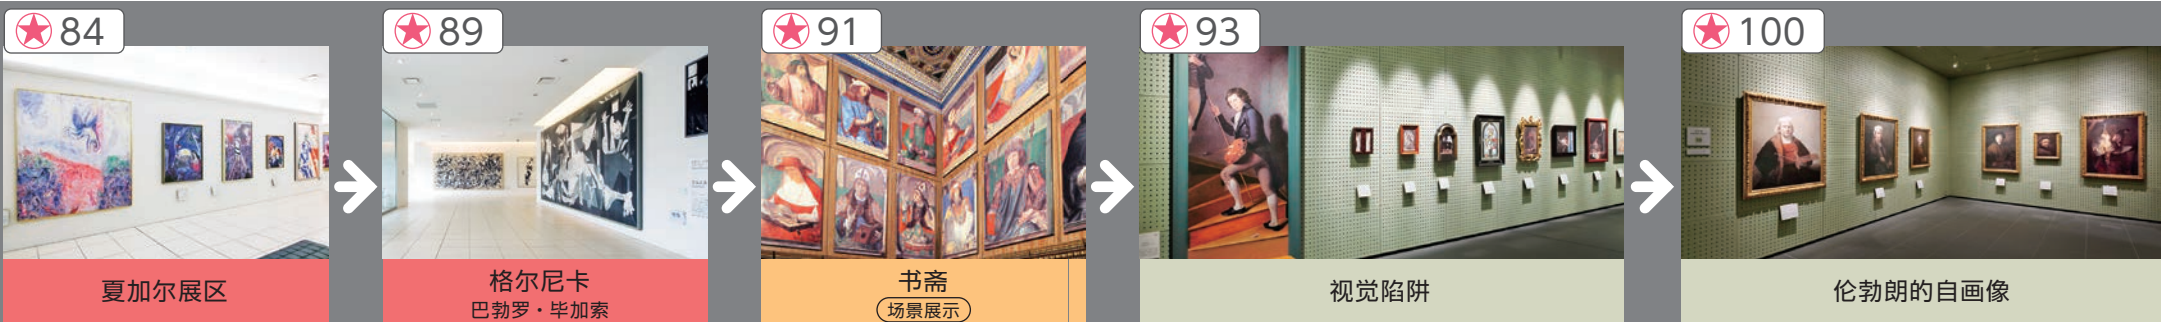 84
夏加尔展区
89
格尔尼卡
巴勃罗・毕加索
91
书斋
场景展示
93
视觉陷阱
100
伦勃朗的自画像